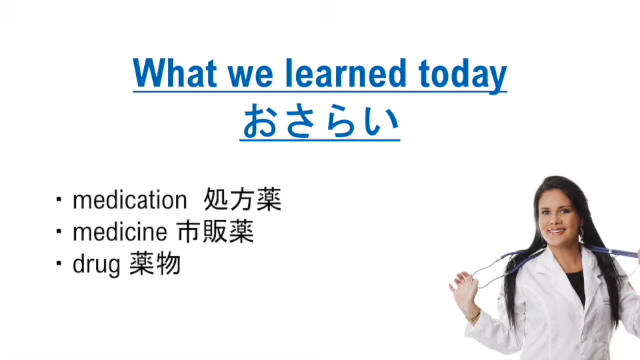 What we learned today
おさらい
・medication 処方薬
・medicine 市販薬
・drug 薬物